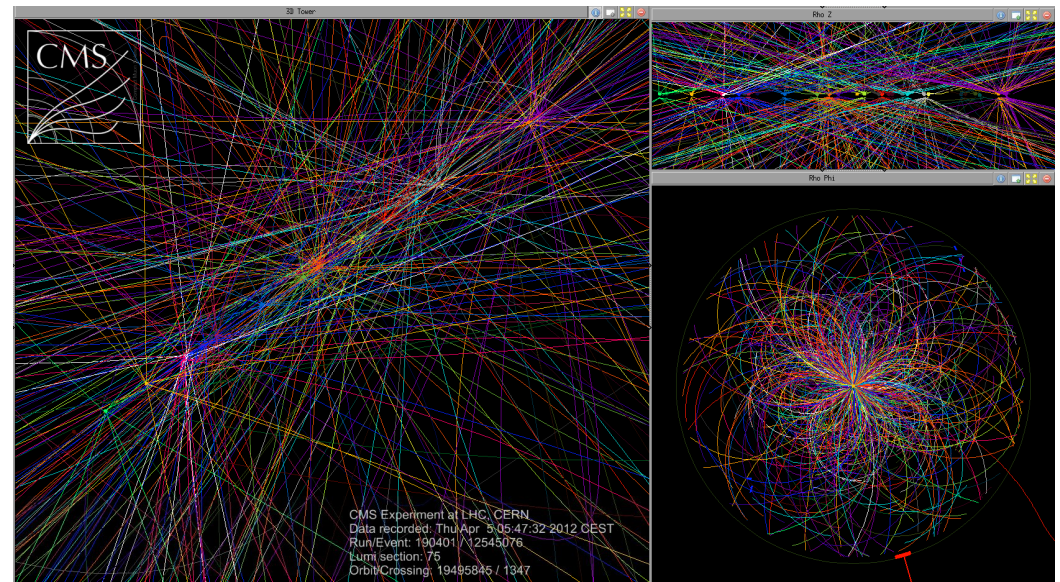 3D Tower
CMS
CMS Experiment at LHC, CERN
Data recorded: Thu Apr 5 05:47:32 2012 CEST
Run/Event: 190401 / 12545076
Lumi section: 75
Orbit/Crossing: 19495845 / 1347
Rho Z
Rho Phi